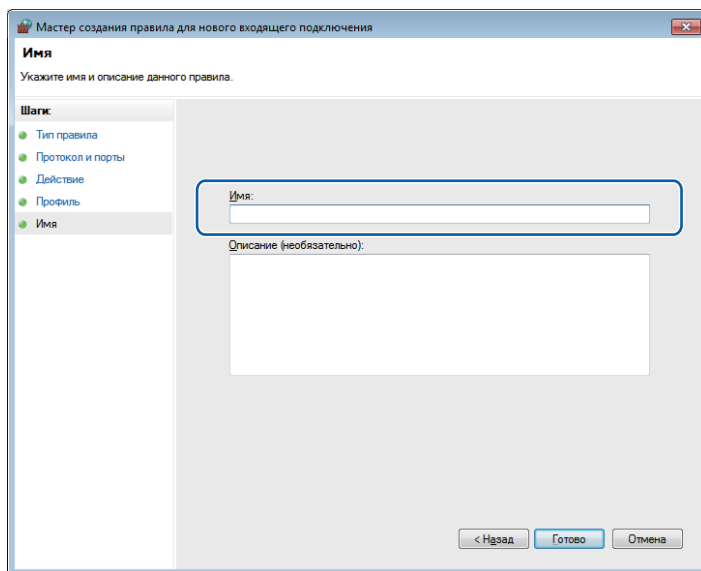 Мастер создания правила для нового входящего подключения
Имя
Укажите имя и описание данного правила.
Шаги:
Тип правила
Протокол и порты
Действие
Профиль
Имя
Имя:
Описание (необязательно):
< Назад
Готово
Отмена